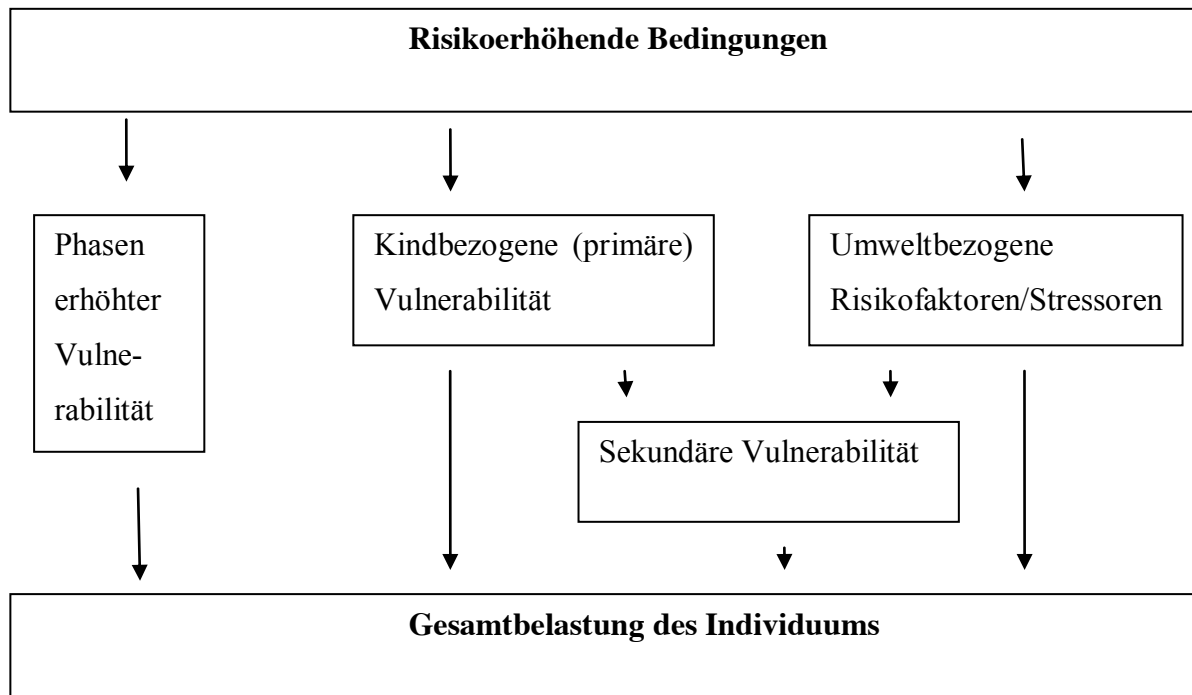 Risikoerhöhende Bedingungen
Phasen
erhöhter
Vulne-
rabilität
Kindbezogene (primäre)
Vulnerabilität
Umweltbezogene
Risikofaktoren/Stressoren
Sekundäre Vulnerabilität
Gesamtbelastung des Individuums